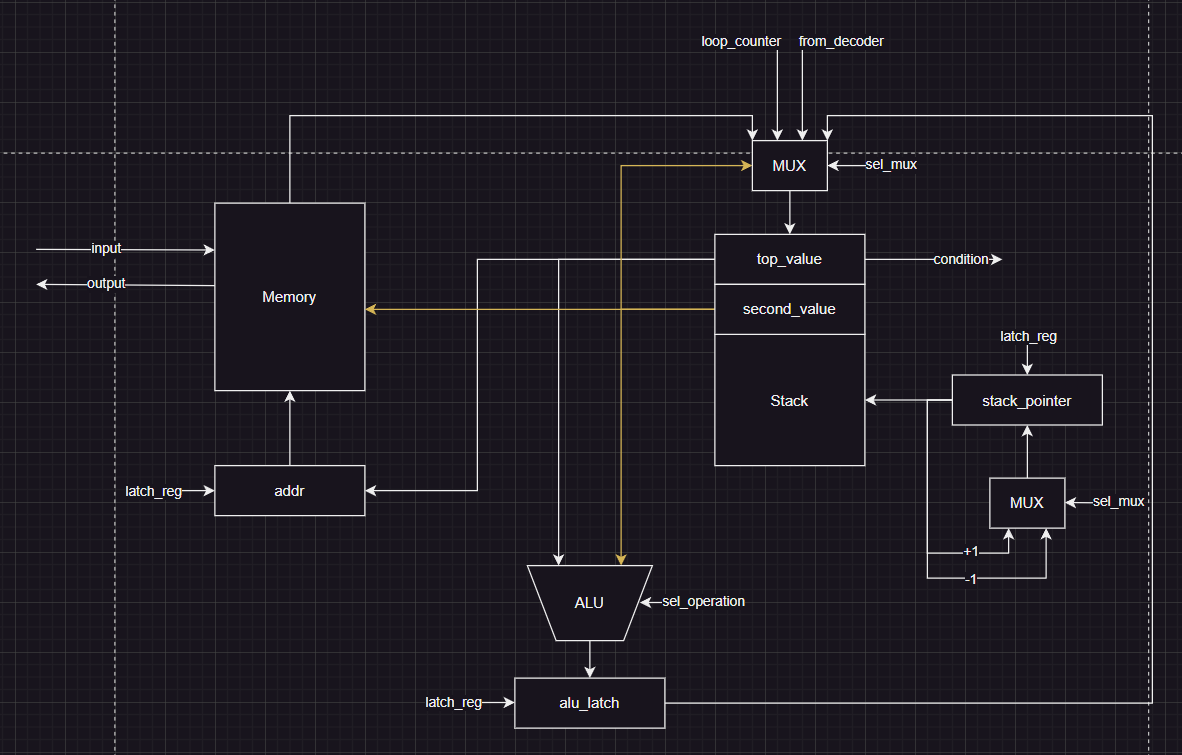 loop_counter from_decoder
MUX
sel_mux
input
output
Memory
top_value
condition
second_value
latch_reg
Stack
stack_pointer
latch_reg
addr
MUX
sel_mux
+1
-1
ALU
sel_operation
latch_reg
alu_latch